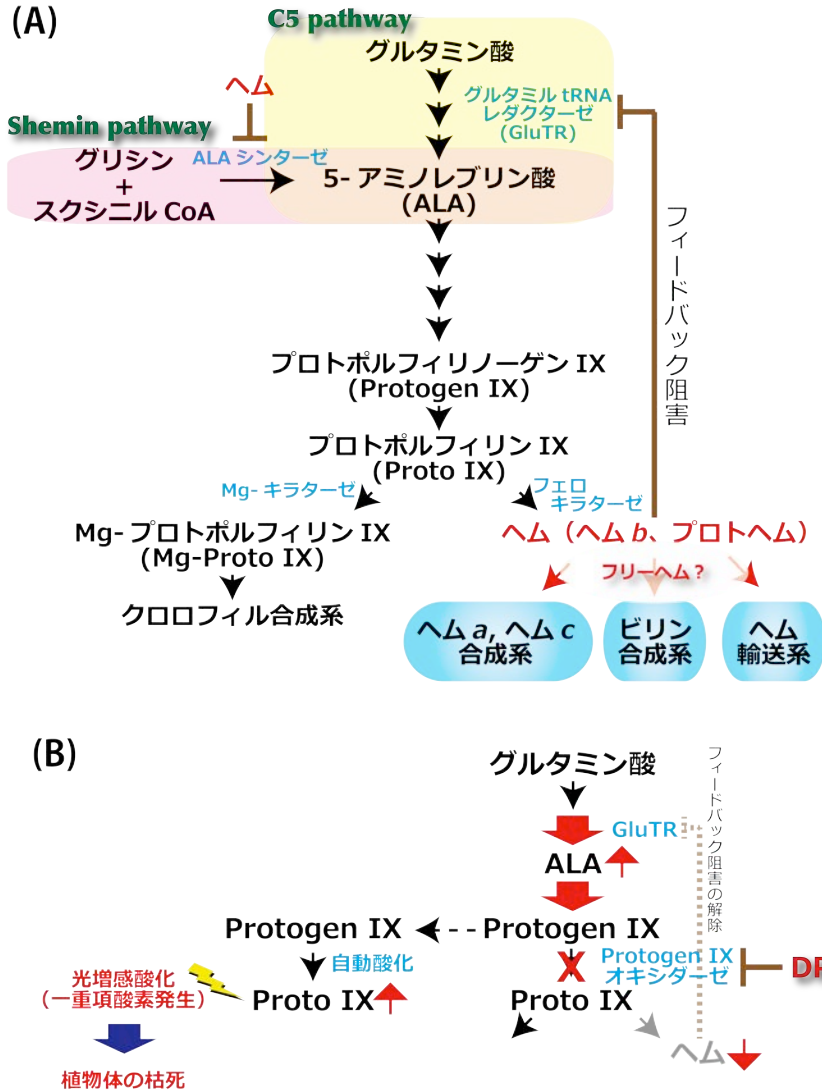 (A)
C5 pathway
グルタミン酸
ヘム
グルタミル tRNA
レダクターゼ
(GluTR)
Shemin pathway
グリシン
+
スクシニル CoA
ALA シンターゼ
5- アミノレブリン酸
(ALA)
フィードバック阻害
プロトポルフィリノーゲン IX
(Protogen IX)
プロトポルフィリン IX
(Proto IX)
Mg- キラターゼ
フェロ
キラターゼ
Mg- プロトポルフィリン IX
(Mg-Proto IX)
ヘム（ヘム b、プロトヘム）
フリーヘム？
クロロフィル合成系
ヘム a, ヘム c
合成系
ビリン
合成系
ヘム
輸送系
(B)
グルタミン酸
フィードバック阻害の解除
GluTR
ALA
Protogen IX
Protogen IX
自動酸化
Protogen IX
オキシダーゼ
X
光増感酸化
（一重項酸素発生）
Proto IX
Proto IX
ヘム
植物体の枯死